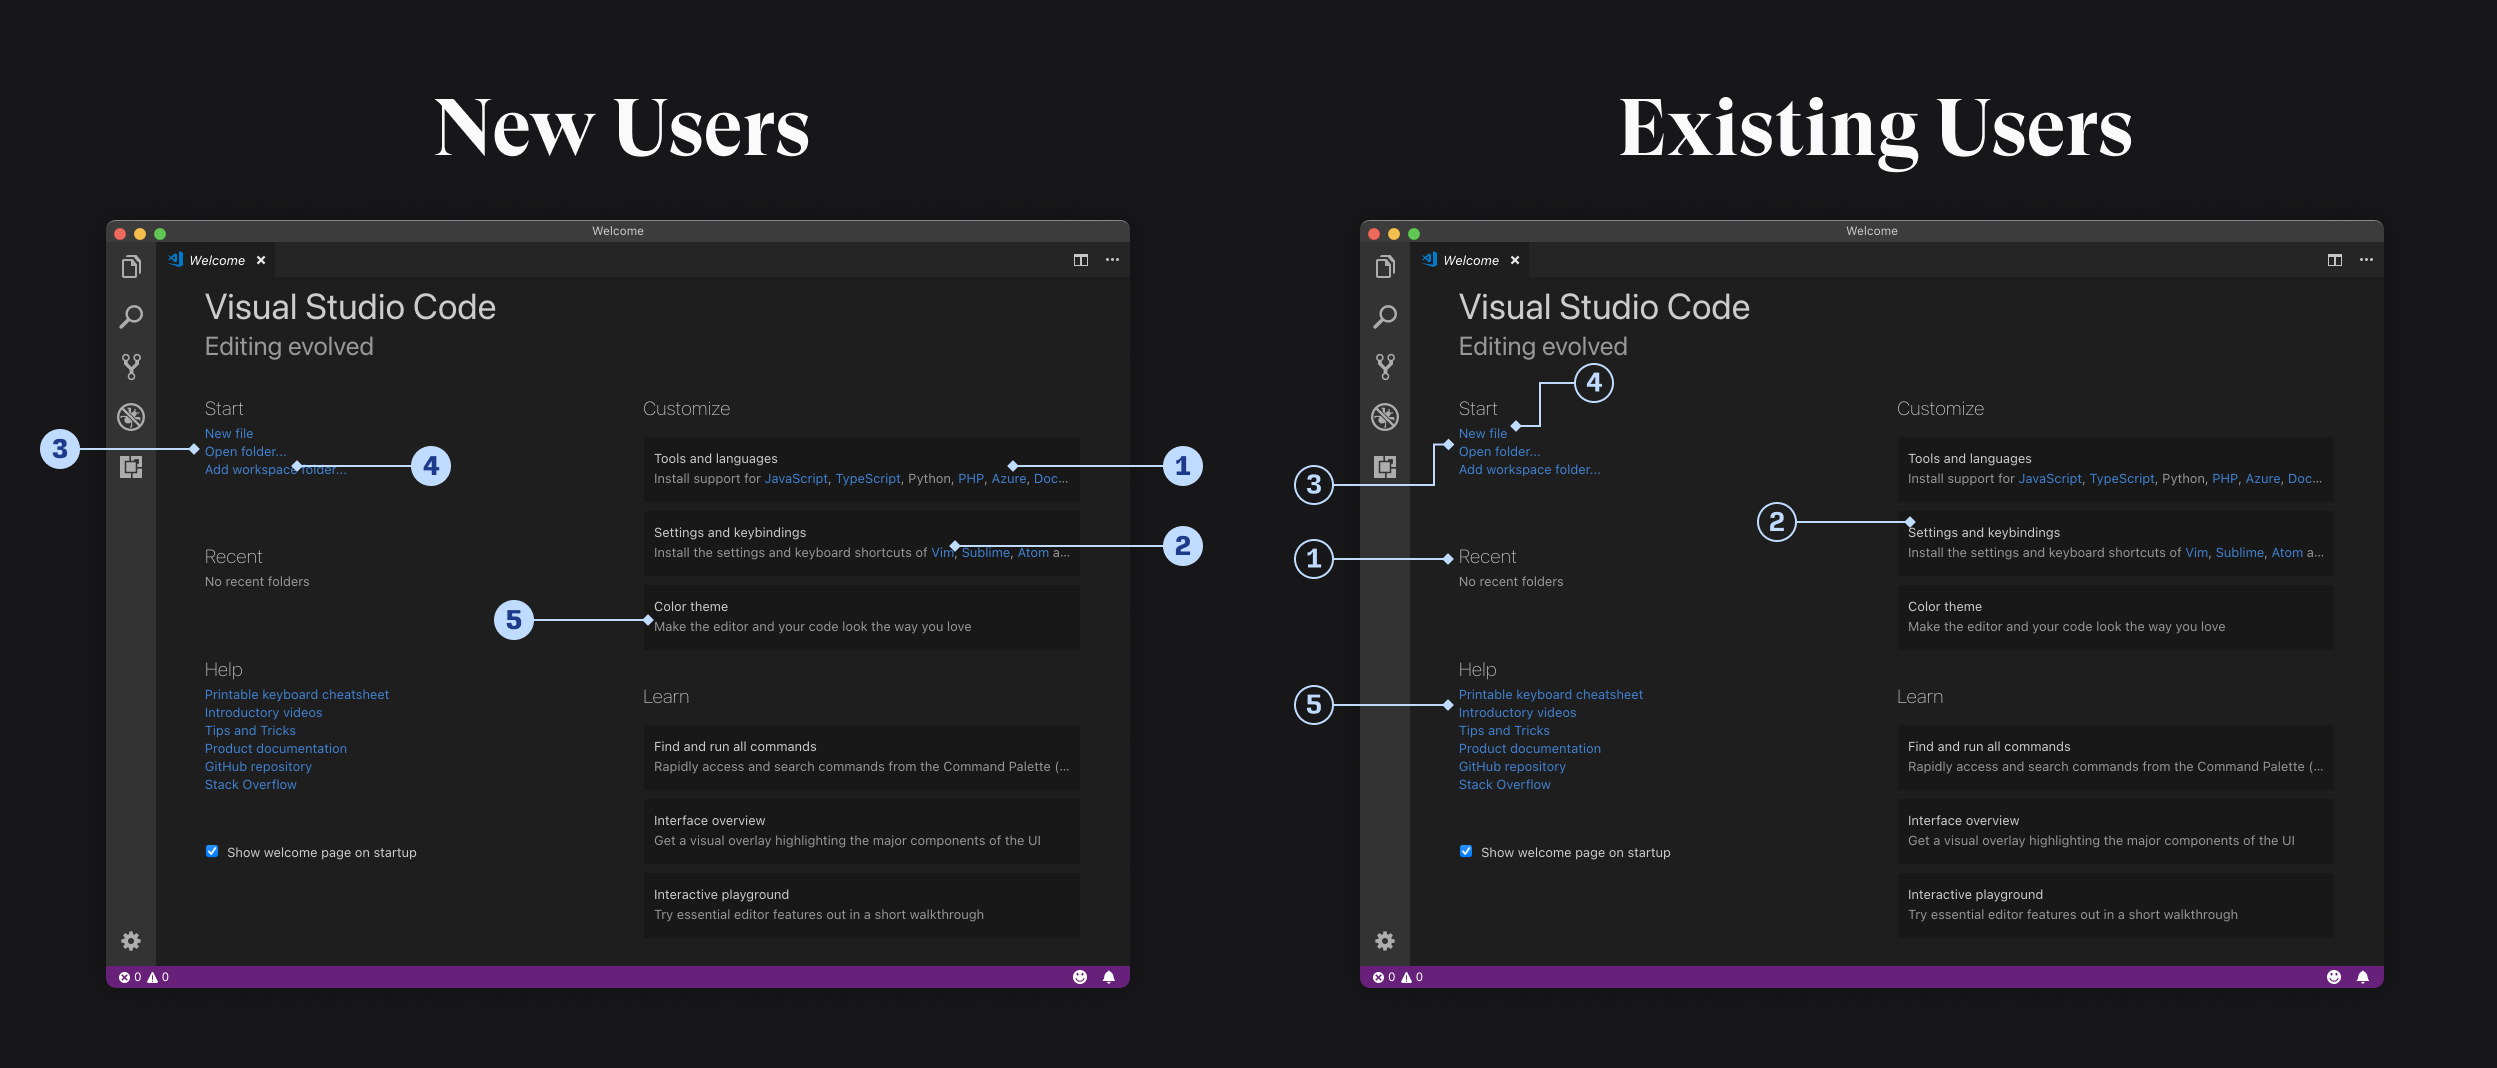 New Users
Welcome
Welcome
Visual Studio Code
Editing evolved
Start
New file
Open folder...
Add workspace folder...
3
4
Recent
No recent folders
Help
Printable keyboard cheatsheet
Introductory videos
Tips and Tricks
Product documentation
GitHub repository
Stack Overflow
Show welcome page on startup
Customize
Tools and languages
Install support for JavaScript, TypeScript, Python, PHP, Azure, Doc...
1
Settings and keybindings
Install the settings and keyboard shortcuts of Vim, Sublime, Atom a...
2
Color theme
Make the editor and your code look the way you love
5
Learn
Find and run all commands
Rapidly access and search commands from the Command Palette (...
Interface overview
Get a visual overlay highlighting the major components of the UI
Interactive playground
Try essential editor features out in a short walkthrough
0 0
Existing Users
Welcome
Welcome
Visual Studio Code
Editing evolved
4
Start
New file
Open folder...
Add workspace folder...
3
1
Recent
No recent folders
Help
5
Printable keyboard cheatsheet
Introductory videos
Tips and Tricks
Product documentation
GitHub repository
Stack Overflow
Show welcome page on startup
Customize
Tools and languages
Install support for JavaScript, TypeScript, Python, PHP, Azure, Doc...
2
Settings and keybindings
Install the settings and keyboard shortcuts of Vim, Sublime, Atom a...
Color theme
Make the editor and your code look the way you love
Learn
Find and run all commands
Rapidly access and search commands from the Command Palette (...
Interface overview
Get a visual overlay highlighting the major components of the UI
Interactive playground
Try essential editor features out in a short walkthrough
0 0